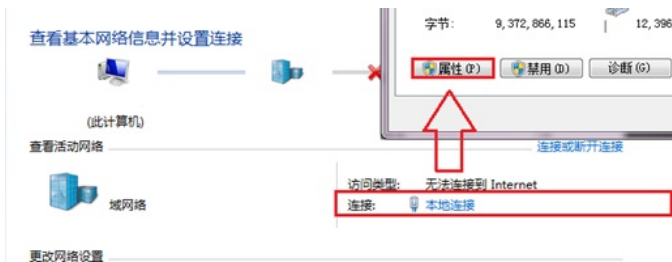 字节: 9,372,866,115 12,396
查看基本网络信息并设置连接
属性(P) 禁用(D) 诊断(G)
(此计算机)
查看活动网络 连接或断开连接
访问类型: 无法连接到 Internet
域网络
连接: 本地连接
更改网络设置